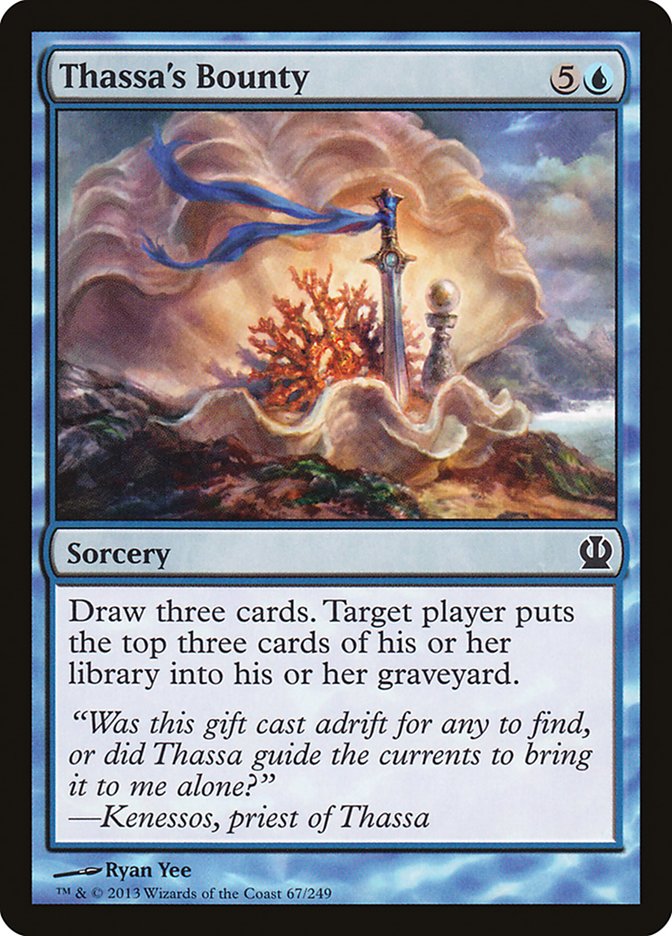 Thassa's Bounty 5
Sorcery
Draw three cards. Target player puts
the top three cards of his or her
library into his or her graveyard.
“Was this gift cast adrift for any to find,
or did Thassa guide the currents to bring
it to me alone?”
—Kenessos, priest of Thassa
Ryan Yee
™ & © 2013 Wizards of the Coast 67/249